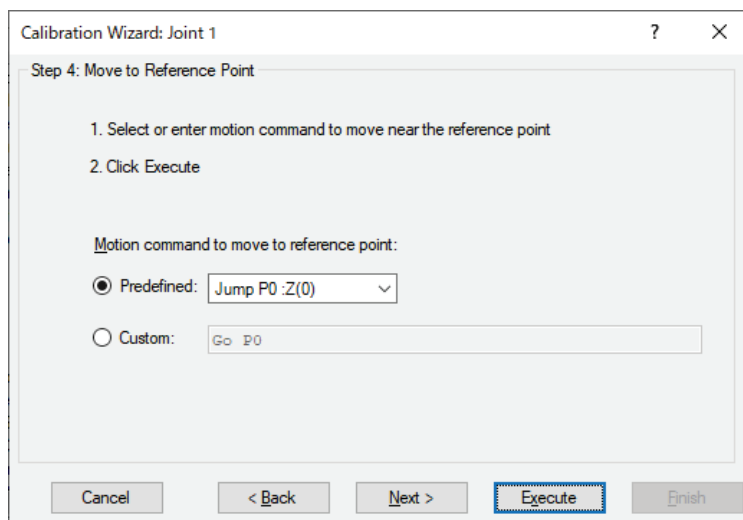 Calibration Wizard: Joint 1 ?
Step 4: Move to Reference Point
1. Select or enter motion command to move near the reference point
2. Click Execute
Motion command to move to reference point:
Predefined: Jump P0 :Z(0)
Custom: Go P0
Cancel < Back Next > Execute Finish